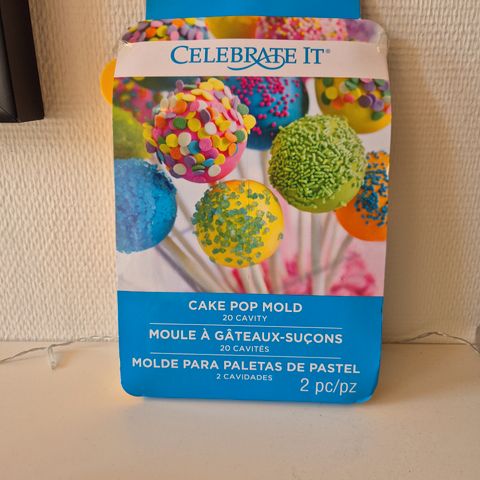 CELEBRATE IT®
CAKE POP MOLD
20 CAVITY
MOULE À GÂTEAUX-SUÇONS
20 CAVITÉS
MOLDE PARA PALETAS DE PASTEL
2 CAVIDADES
2 pc/pz